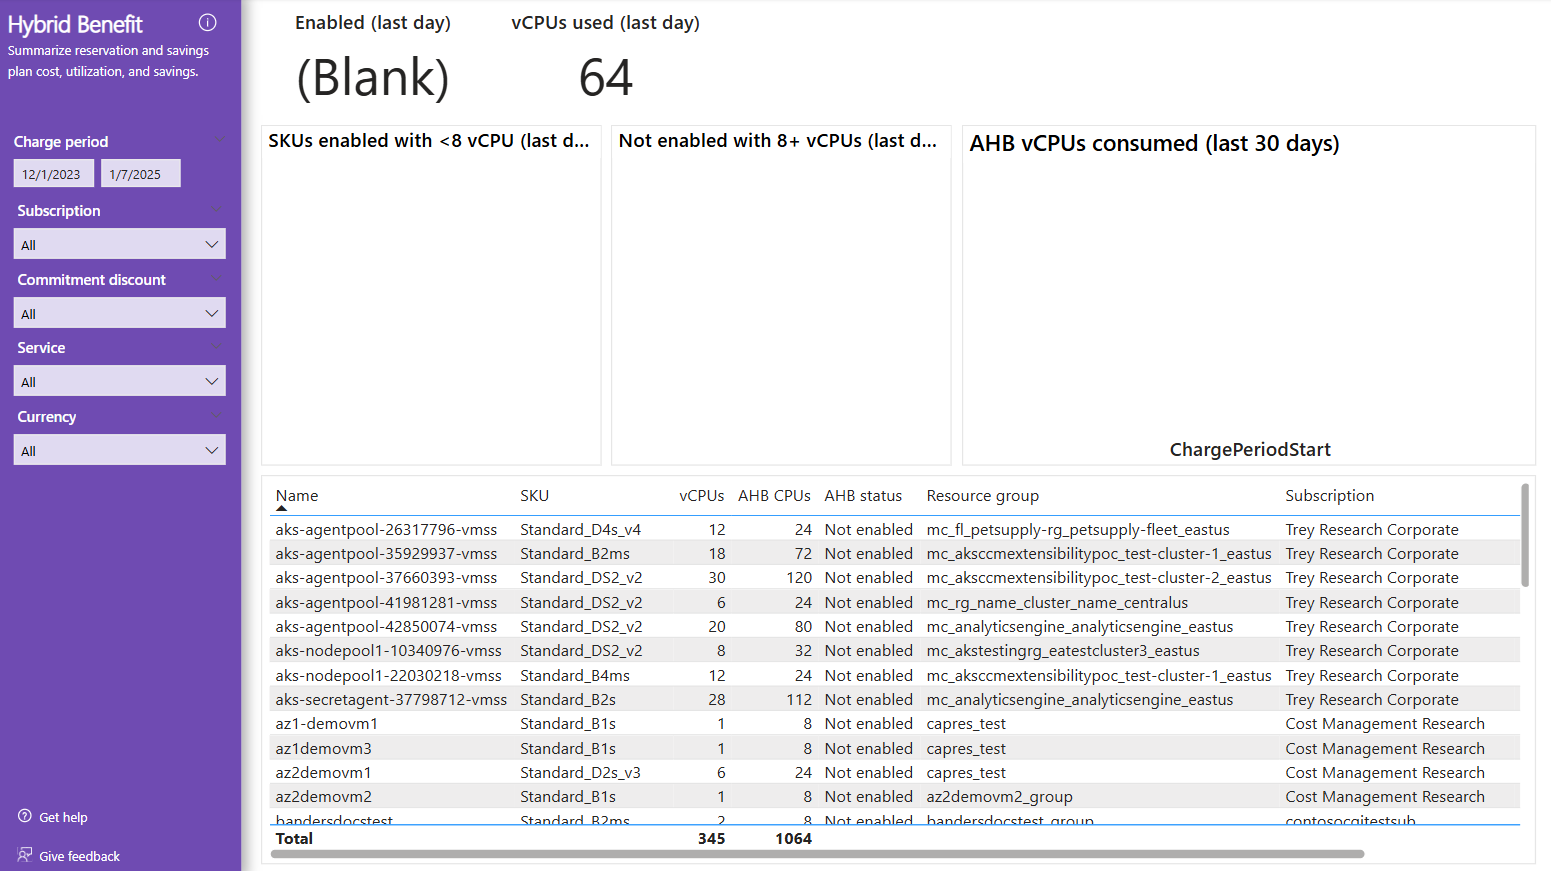 Hybrid Benefit
Summarize reservation and savings
plan cost, utilization, and savings.
Charge period
12/1/2023 1/7/2025
Subscription
All
Commitment discount
All
Service
All
Currency
All
Get help
Give feedback
Enabled (last day) vCPUs used (last day)
(Blank) 64
SKUs enabled with <8 vCPU (last d...
Not enabled with 8+ vCPUs (last d...
AHB vCPUs consumed (last 30 days)
ChargePeriodStart
Name SKU vCPUs AHB CPUs AHB status Resource group Subscription
aks-agentpool-26317796-vmss Standard_D4s_v4 12 24 Not enabled mc_fl_petsupply-rg_petsupply-fleet_eastus Trey Research Corporate
aks-agentpool-35929937-vmss Standard_B2ms 18 72 Not enabled mc_aksccmextensibilitypoc_test-cluster-1_eastus Trey Research Corporate
aks-agentpool-37660393-vmss Standard_DS2_v2 30 120 Not enabled mc_aksccmextensibilitypoc_test-cluster-2_eastus Trey Research Corporate
aks-agentpool-41981281-vmss Standard_DS2_v2 6 24 Not enabled mc_rg_name_cluster_name_centralus Trey Research Corporate
aks-agentpool-42850074-vmss Standard_DS2_v2 20 80 Not enabled mc_analyticsengine_analyticsengine_eastus Trey Research Corporate
aks-nodepool1-10340976-vmss Standard_DS2_v2 8 32 Not enabled mc_akstestingrg_eatestcluster3_eastus Trey Research Corporate
aks-nodepool1-22030218-vmss Standard_B4ms 12 24 Not enabled mc_aksccmextensibilitypoc_test-cluster-1_eastus Trey Research Corporate
aks-secretagent-37798712-vmss Standard_B2s 28 112 Not enabled mc_analyticsengine_analyticsengine_eastus Trey Research Corporate
az1-demovm1 Standard_B1s 1 8 Not enabled capres_test Cost Management Research
az1demovm3 Standard_B1s 1 8 Not enabled capres_test Cost Management Research
az2demovm1 Standard_D2s_v3 6 24 Not enabled capres_test Cost Management Research
az2demovm2 Standard_B1s 1 8 Not enabled az2demovm2_group Cost Management Research
bandersdocstest Standard_B2ms 2 8 Not enabled bandersdocstest_group contosocgitestsub
Total 345 1064